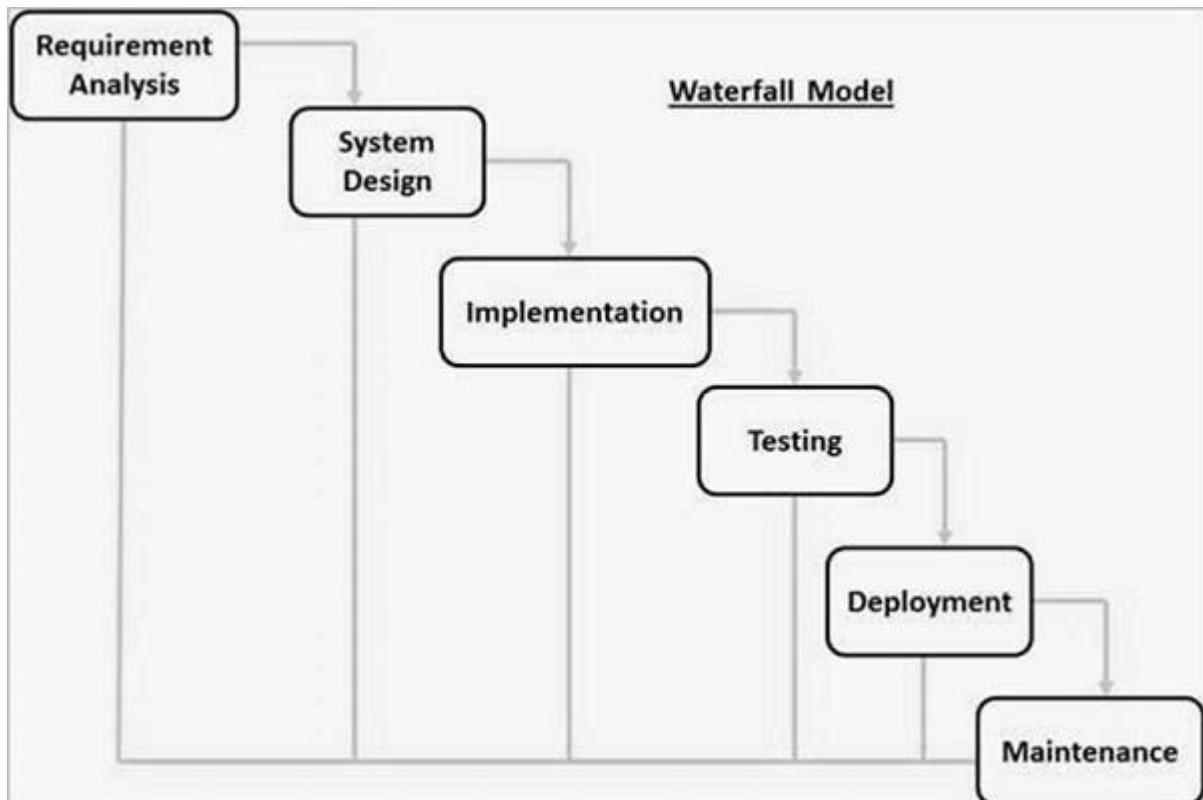 Requirement
Analysis
Waterfall Model
System
Design
Implementation
Testing
Deployment
Maintenance